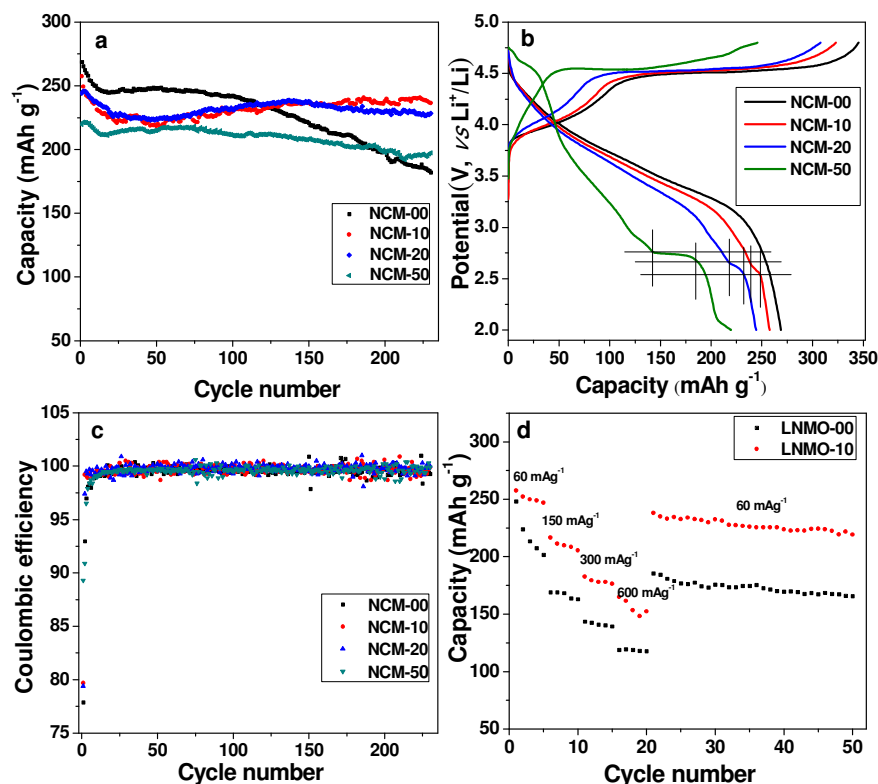 a
300
250
200
150
100
50
Capacity (mAh g⁻¹)
0 50 100 150 200
Cycle number
NCM-00
NCM-10
NCM-20
NCM-50
b
5.0
4.5
4.0
3.5
3.0
2.5
2.0
Potential(V, vs Li⁺/Li)
0 50 100 150 200 250 300 350
Capacity (mAh g⁻¹)
NCM-00
NCM-10
NCM-20
NCM-50
c
105
100
95
90
85
80
75
Coulombic efficiency
0 50 100 150 200
Cycle number
NCM-00
NCM-10
NCM-20
NCM-50
d
300
250
200
150
100
50
Capacity (mAh g⁻¹)
0 10 20 30 40 50
Cycle number
LNMO-00
LNMO-10
60 mAg⁻¹
150 mAg⁻¹
300 mAg⁻¹
600 mAg⁻¹
60 mAg⁻¹